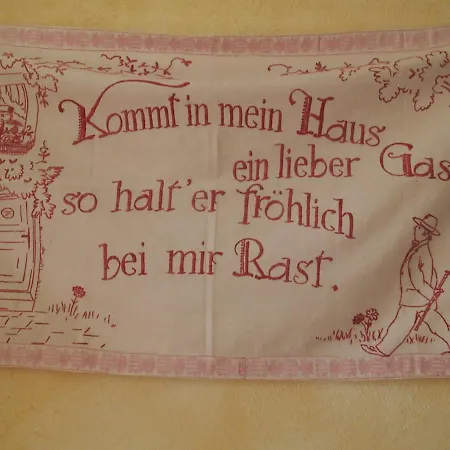 Kommt in mein Haus
ein lieber Gas
so halt'er fröhlich
bei mir Rast.